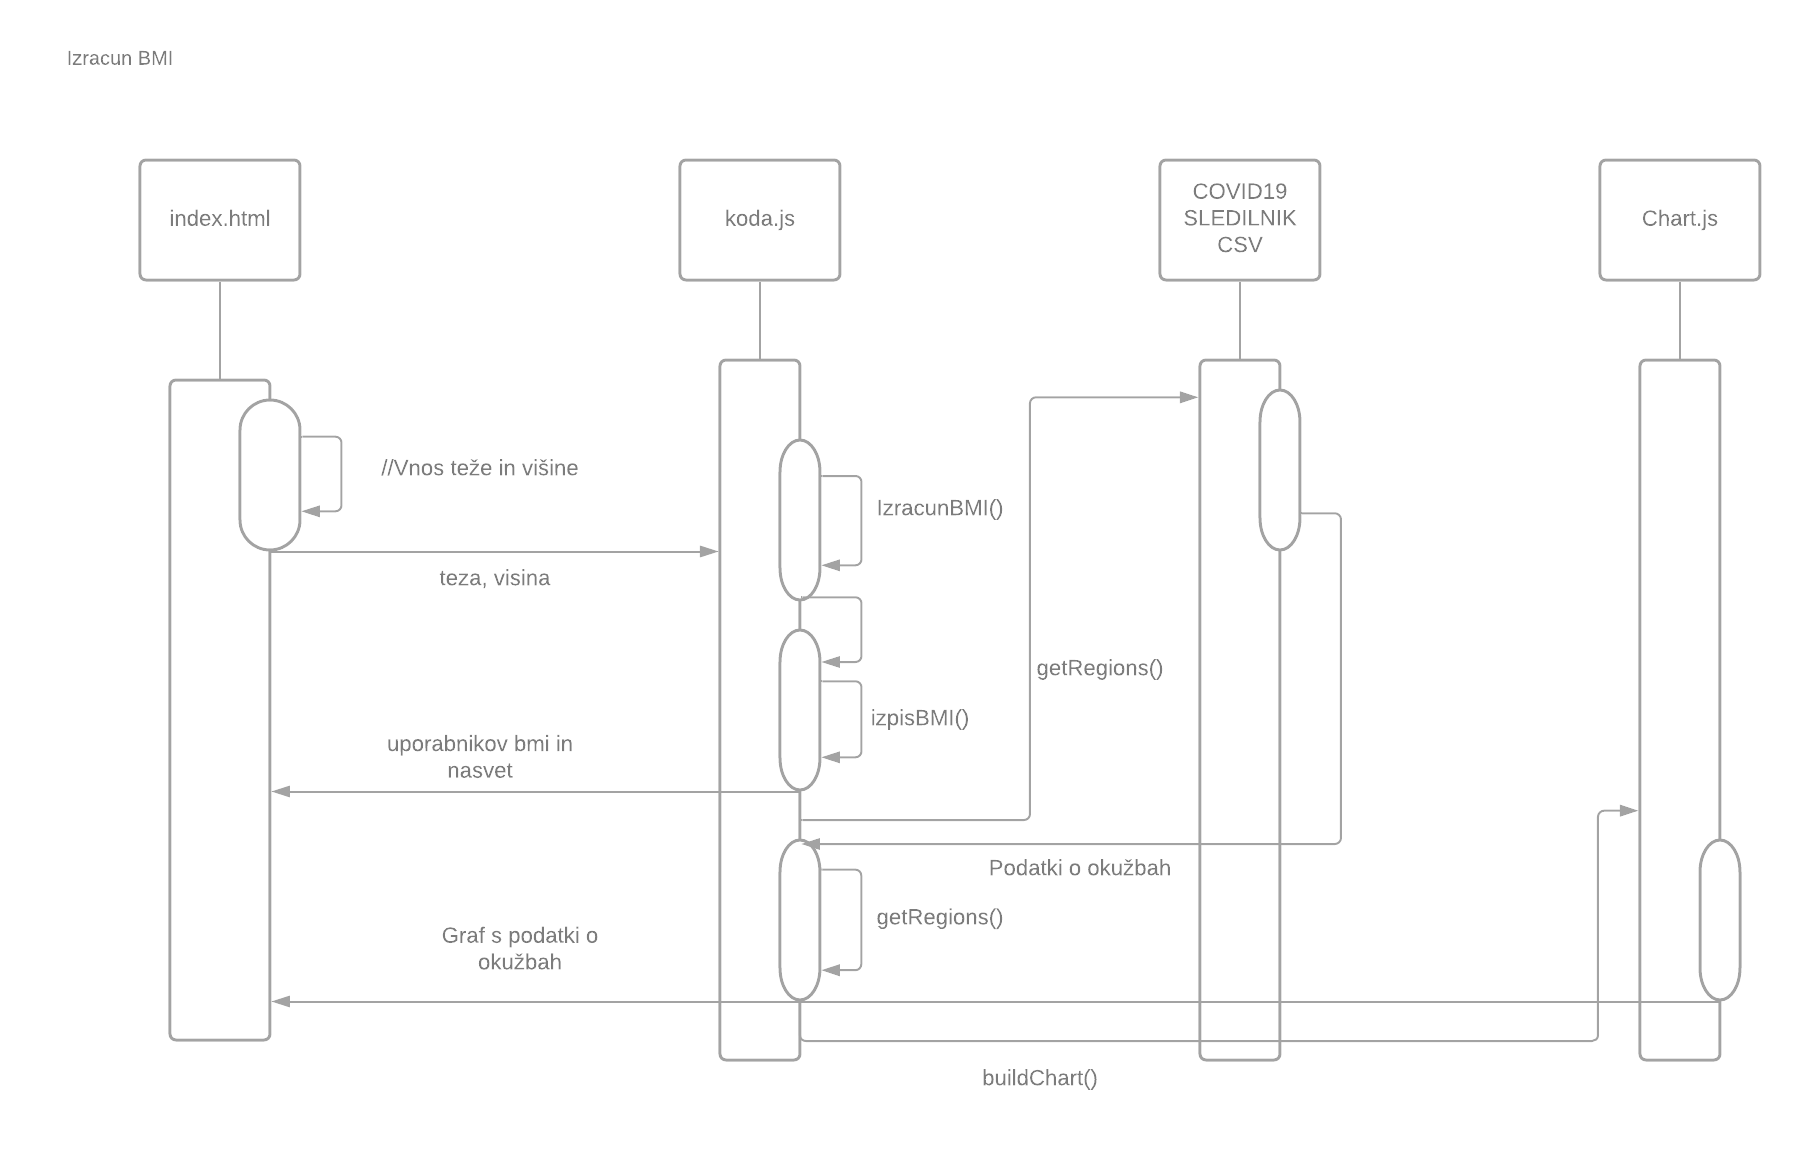 Izracun BMI
index.html
koda.js
COVID19
SLEDILNIK
CSV
Chart.js
//Vnos teže in višine
IzracunBMI()
teza, visina
getRegions()
izpisBMI()
uporabnikov bmi in
nasvet
Podatki o okužbah
getRegions()
Graf s podatki o
okužbah
buildChart()